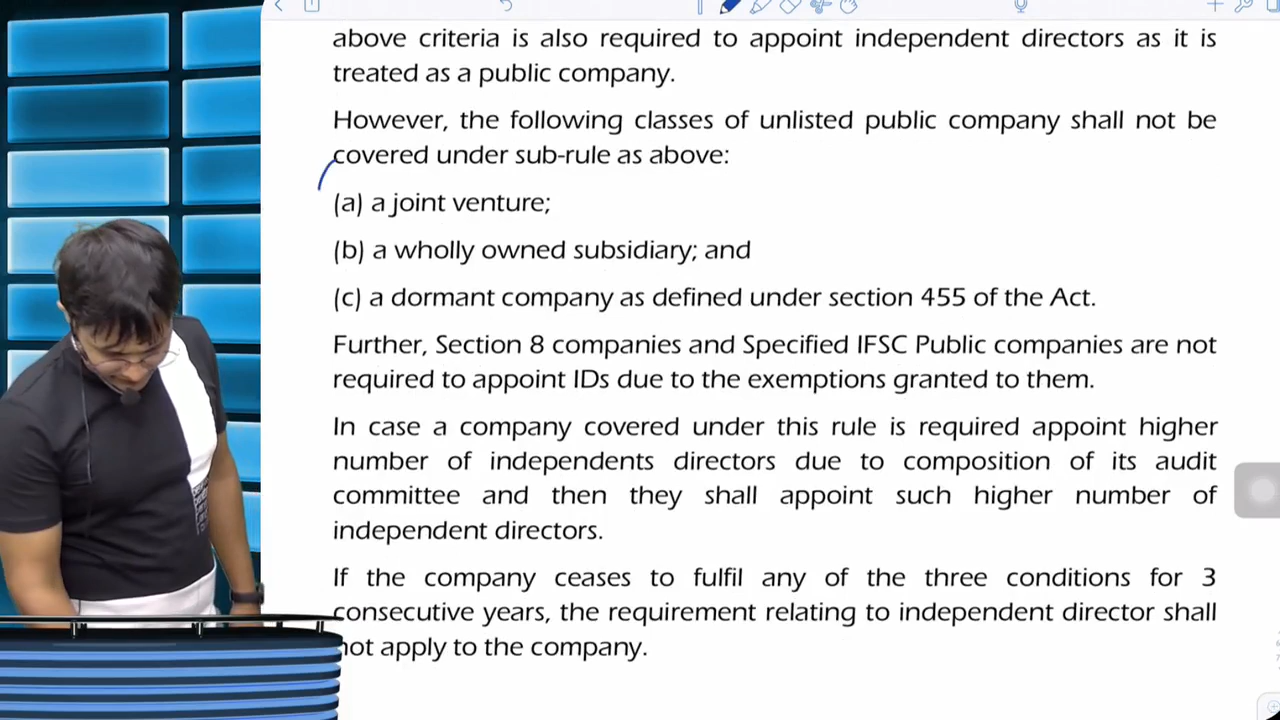 above criteria is also required to appoint independent directors as it is
treated as a public company.
However, the following classes of unlisted public company shall not be
covered under sub-rule as above:
(a) a joint venture;
(b) a wholly owned subsidiary; and
(c) a dormant company as defined under section 455 of the Act.
Further, Section 8 companies and Specified IFSC Public companies are not
required to appoint IDs due to the exemptions granted to them.
In case a company covered under this rule is required appoint higher
number of independents directors due to composition of its audit
committee and then they shall appoint such higher number of
independent directors.
If the company ceases to fulfil any of the three conditions for 3
consecutive years, the requirement relating to independent director shall
not apply to the company.